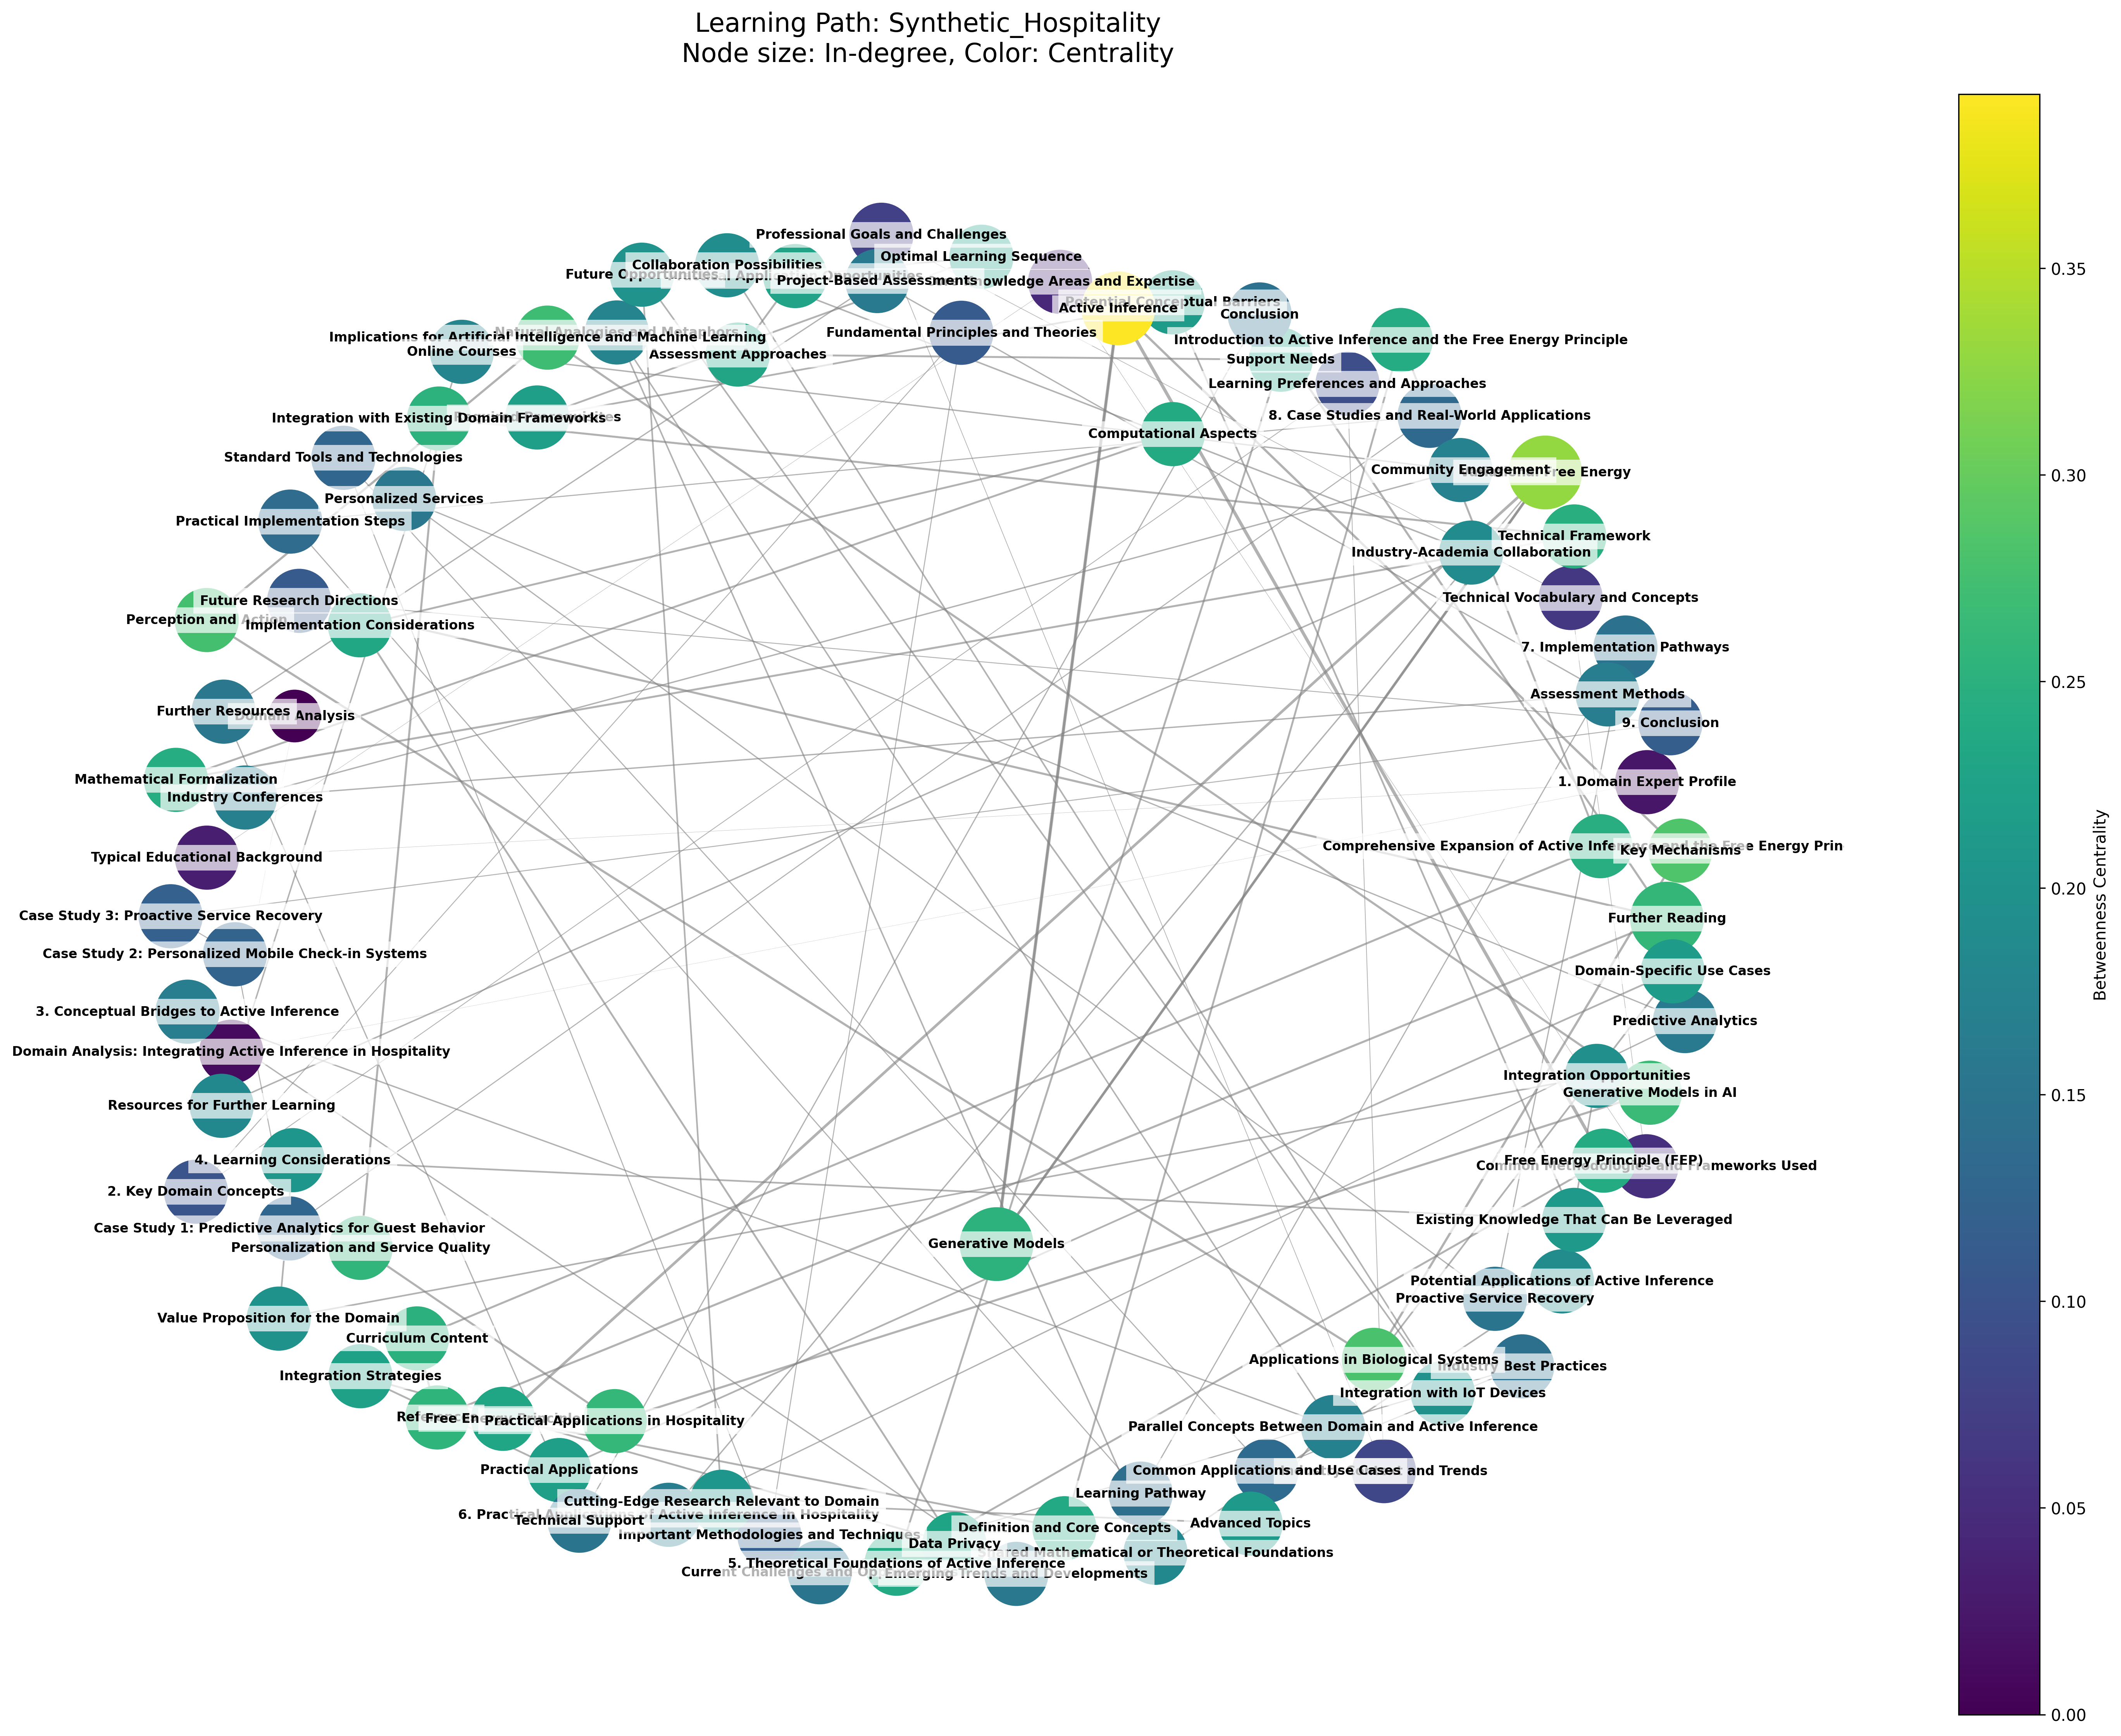 Learning Path: Synthetic_Hospitality
Node size: In-degree, Color: Centrality
Professional Goals and Challenges
Optimal Learning Sequence
Collaboration Possibilities
Future Opportunities
Project-Based Assessments
Knowledge Areas and Expertise
Potential Conceptual Barriers
Active Inference
Conclusion
Natural Analogies and Metaphors
Fundamental Principles and Theories
Implications for Artificial Intelligence and Machine Learning
Introduction to Active Inference and the Free Energy Principle
Online Courses
Assessment Approaches
Support Needs
Learning Preferences and Approaches
Integration with Existing Domain Frameworks
8. Case Studies and Real-World Applications
Computational Aspects
Standard Tools and Technologies
Community Engagement
Free Energy
Personalized Services
Practical Implementation Steps
Technical Framework
Industry-Academia Collaboration
Future Research Directions
Technical Vocabulary and Concepts
Perception and Action
Implementation Considerations
7. Implementation Pathways
Assessment Methods
Further Resources
Domain Analysis
9. Conclusion
Mathematical Formalization
1. Domain Expert Profile
Industry Conferences
Comprehensive Expansion of Active Inference and the Free Energy Prin
Key Mechanisms
Typical Educational Background
Case Study 3: Proactive Service Recovery
Further Reading
Case Study 2: Personalized Mobile Check-in Systems
Domain-Specific Use Cases
3. Conceptual Bridges to Active Inference
Predictive Analytics
Domain Analysis: Integrating Active Inference in Hospitality
Integration Opportunities
Generative Models in AI
Resources for Further Learning
4. Learning Considerations
Free Energy Principle (FEP)
Common Methodologies and Frameworks Used
2. Key Domain Concepts
Existing Knowledge That Can Be Leveraged
Case Study 1: Predictive Analytics for Guest Behavior
Generative Models
Personalization and Service Quality
Potential Applications of Active Inference
Proactive Service Recovery
Value Proposition for the Domain
Curriculum Content
Applications in Biological Systems
Industry Best Practices
Integration Strategies
Integration with IoT Devices
Free En
Practical Applications in Hospitality
Parallel Concepts Between Domain and Active Inference
Practical Applications
Common Applications and Use Cases
and Trends
Learning Pathway
Cutting-Edge Research Relevant to Domain
6. Practical Applications of Active Inference in Hospitality
Technical Support
Advanced Topics
Definition and Core Concepts
Important Methodologies and Techniques
Data Privacy
Shared Mathematical or Theoretical Foundations
5. Theoretical Foundations of Active Inference
Current Challenges and Op
Emerging Trends and Developments
0.35
0.30
0.25
0.20
0.15
0.10
0.05
0.00
Betweenness Centrality